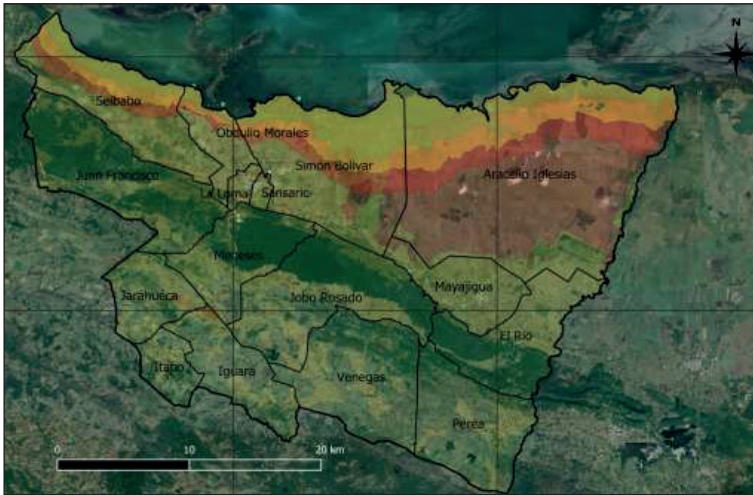 N
Seibabo
Obdulio Morales
Simón Bolívar
Aracelio Iglesias
Juan Francisco
La Loma
Sansaric
Meneses
Mayajigua
Jarahueca
Jobo Rosado
El Río
Itabo
Iguará
Venegas
Perea
0 10 20 km